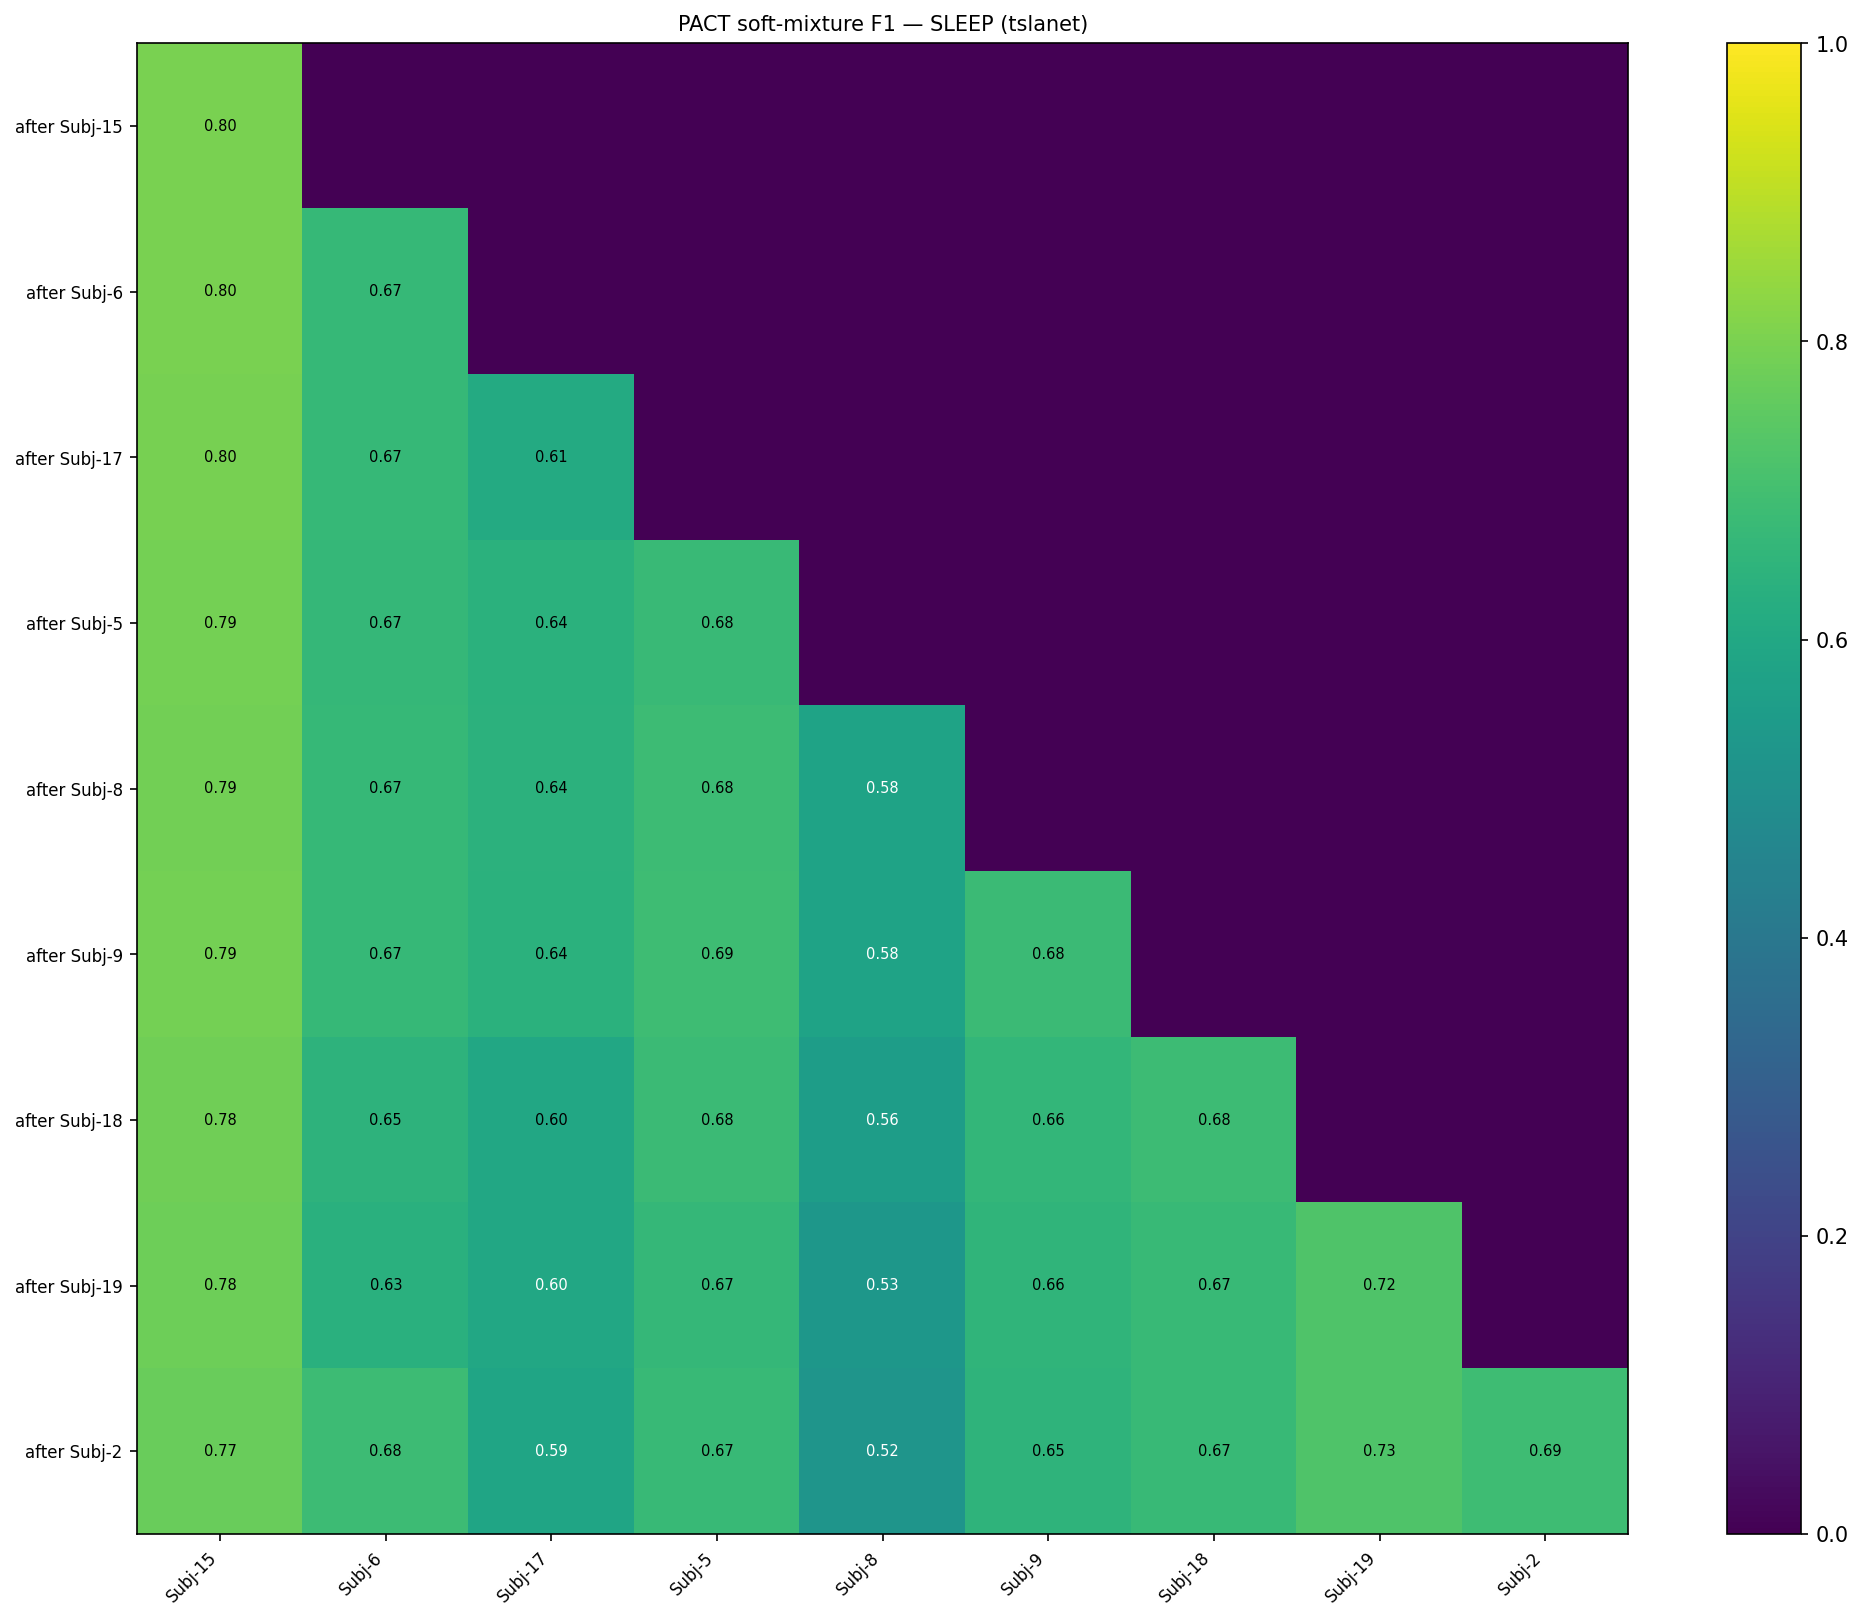 PACT soft-mixture F1 — SLEEP (tslanet)
after Subj-15
0.80
after Subj-6
0.80 0.67
after Subj-17
0.80 0.67 0.61
after Subj-5
0.79 0.67 0.64 0.68
after Subj-8
0.79 0.67 0.64 0.68 0.58
after Subj-9
0.79 0.67 0.64 0.69 0.58 0.68
after Subj-18
0.78 0.65 0.60 0.68 0.56 0.66 0.68
after Subj-19
0.78 0.63 0.60 0.67 0.53 0.66 0.67 0.72
after Subj-2
0.77 0.68 0.59 0.67 0.52 0.65 0.67 0.73 0.69
Subj-15 Subj-6 Subj-17 Subj-5 Subj-8 Subj-9 Subj-18 Subj-19 Subj-2
1.0
0.8
0.6
0.4
0.2
0.0